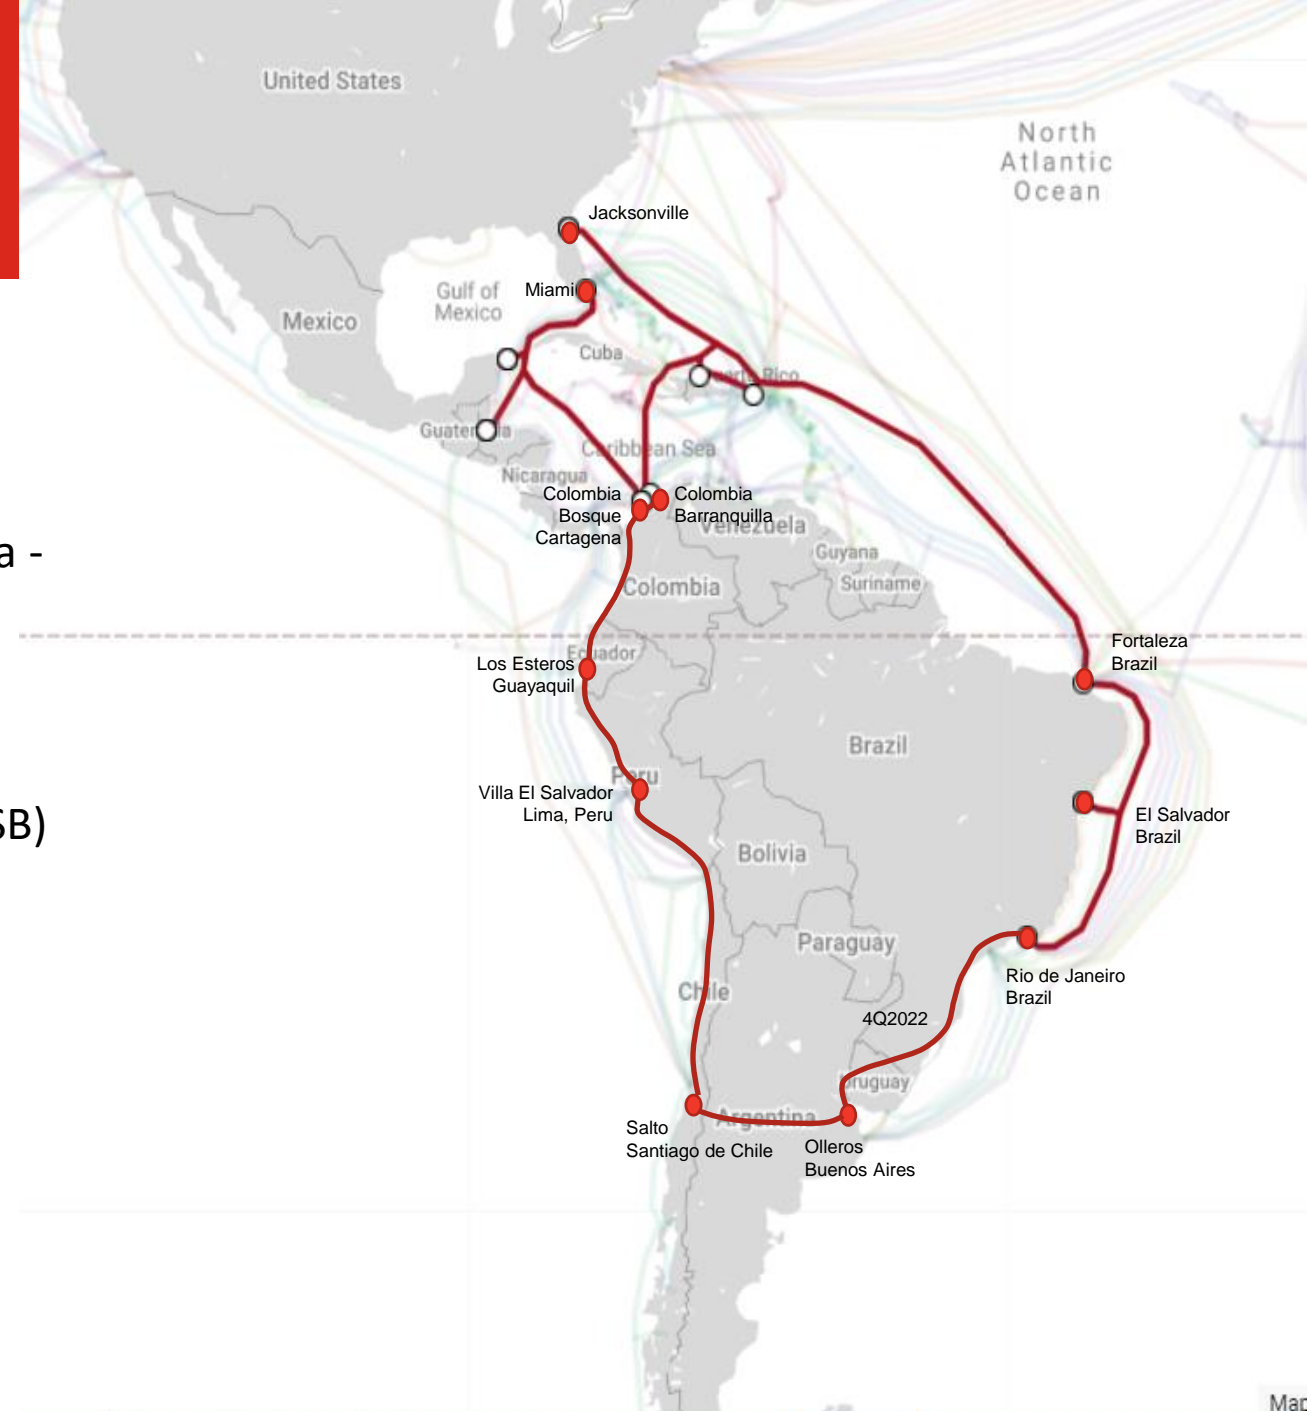 United States
North
Atlantic
Ocean
Jacksonville
Gulf of
Mexico
Miami
Mexico
Cuba
Rico
Guatemala
Caribbean Sea
Nicaragua
Colombia
Bosque
Cartagena
Colombia
Barranquilla
Venezuela
a -
Guyana
Suriname
Colombia
Fortaleza
Brazil
Ecuador
Los Esteros
Guayaquil
Brazil
Peru
Villa El Salvador
Lima, Peru
SB)
El Salvador
Brazil
Bolivia
Paraguay
Rio de Janeiro
Brazil
Chile
4Q2022
Uruguay
Argentina
Salto
Santiago de Chile
Olleros
Buenos Aires
Map